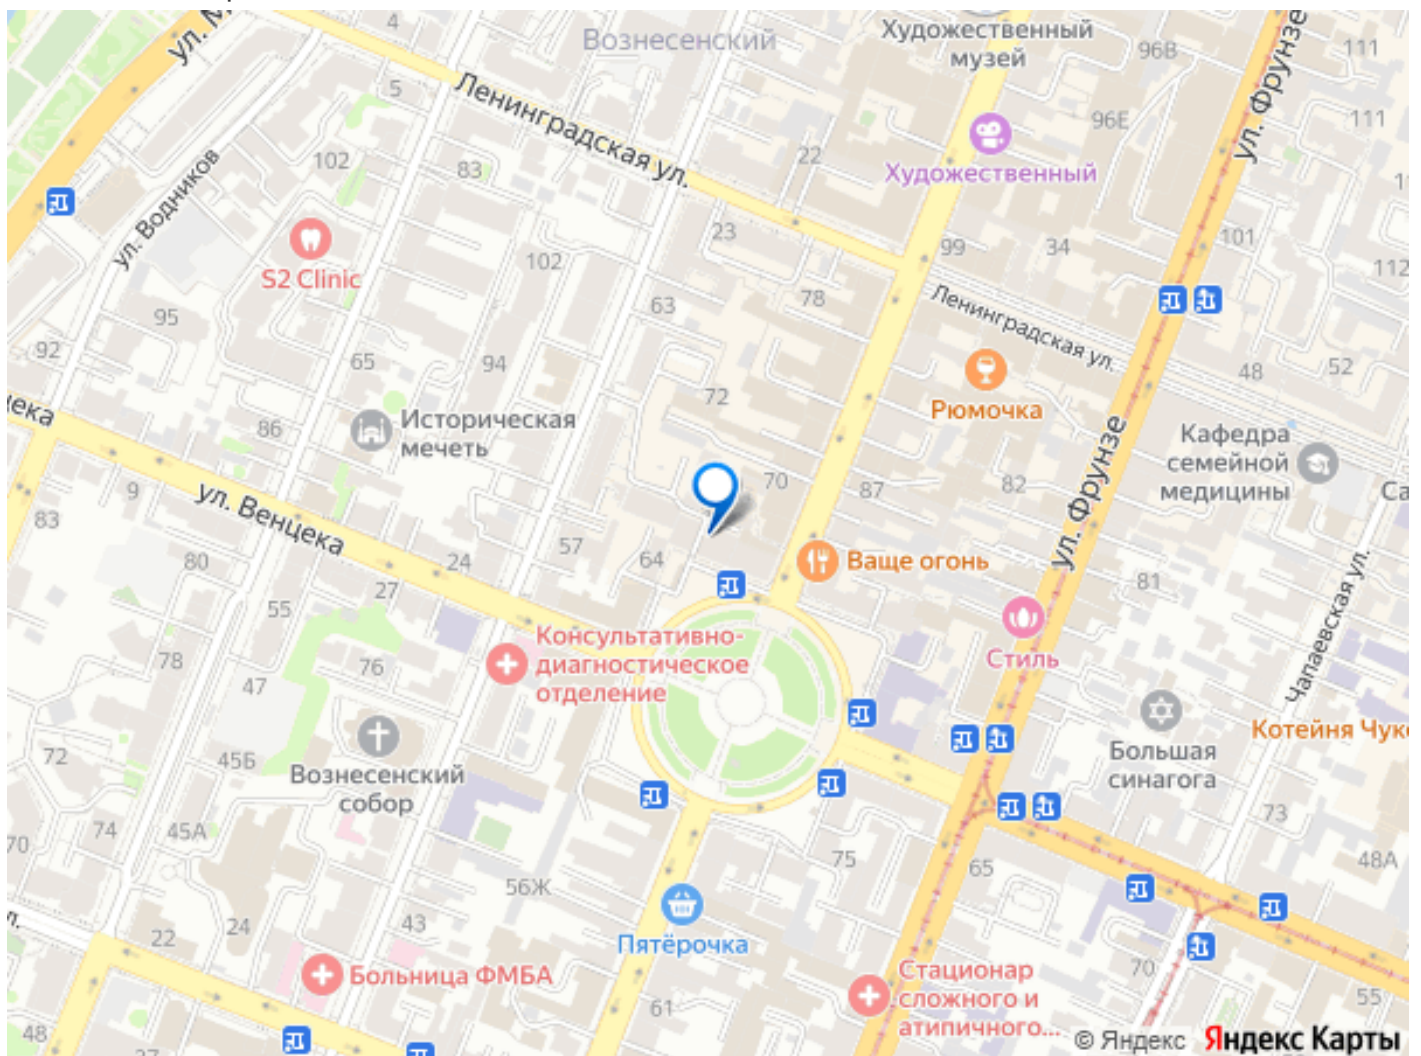 ул. М
4
Вознесенский
Художественный
музей
96В
111
ул. Фрунзе
5
Ленинградская ул.
96Е
111
22
102
83
Художественный
ул. Водников
S2 Clinic
23
99
34
101
102
112
63
78
Ленинградская ул.
95
92
65
94
72
52
48
Рюмочка
цека
86
Историческая
мечеть
ул. Фрунзе
Кафедра
семейной
медицины
9
ул. Венцека
70
87
82
Са
83
80
24
57
64
Ваще огонь
27
81
55
Чапаевская ул.
Консультативно-
диагностическое
отделение
78
76
47
Стиль
72
45Б
Вознесенский
собор
Большая
синагога
Котейня Чуко
70
74
45А
73
75
65
48А
56Ж
л.
22
24
43
Пятёрочка
Больница ФМБА
Стационар
сложного и
атипичного...
70
61
55
48
37
© Яндекс Яндекс Карты